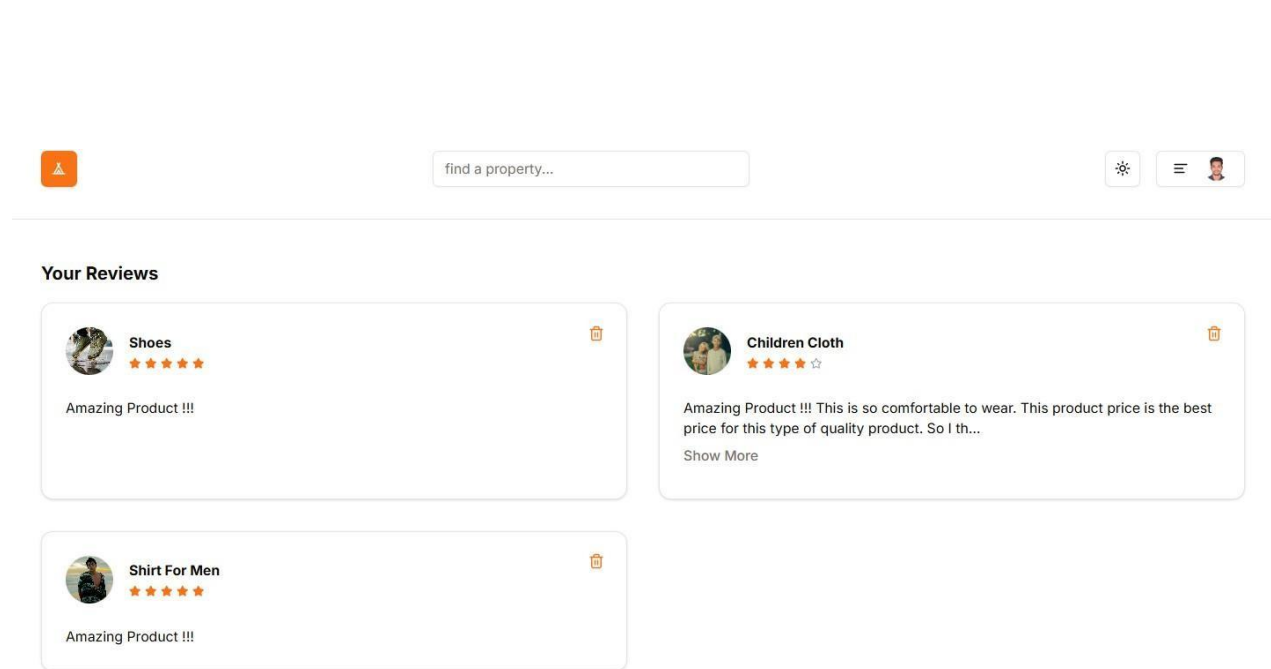 find a property...
Your Reviews
Shoes
Amazing Product !!!
Children Cloth
Amazing Product !!! This is so comfortable to wear. This product price is the best
price for this type of quality product. So I th...
Show More
Shirt For Men
Amazing Product !!!